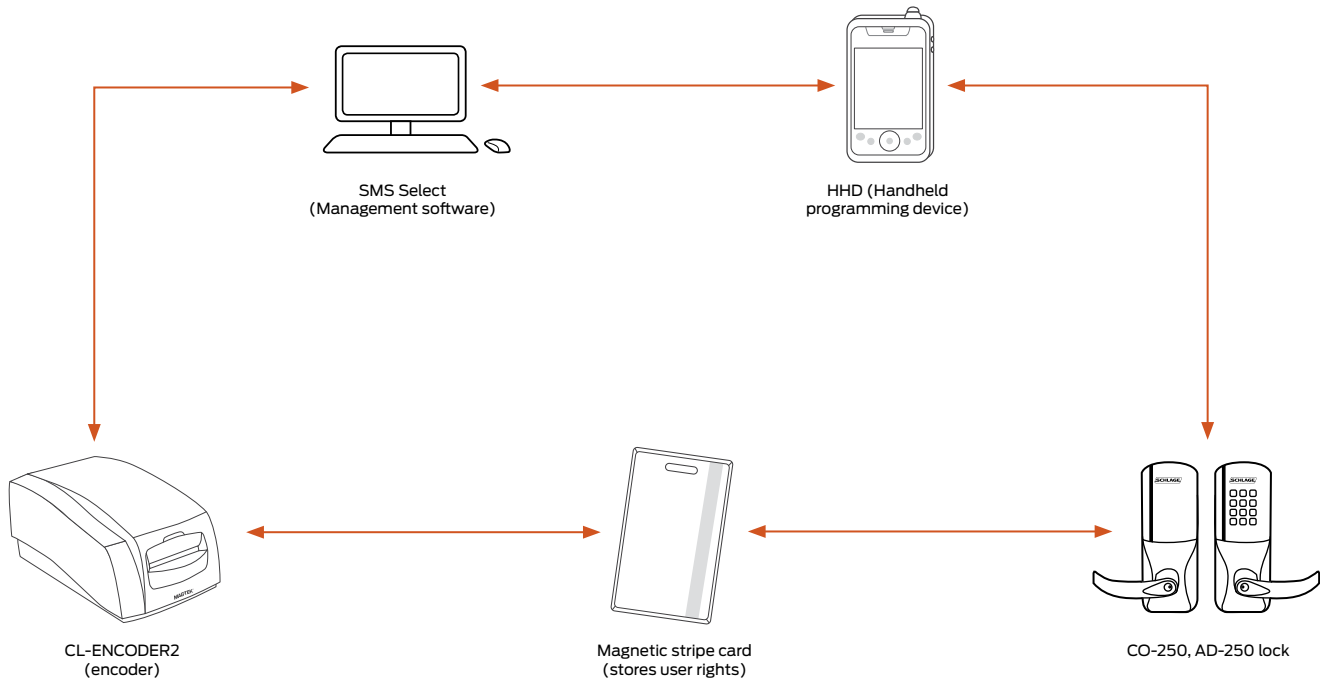 SMS Select
(Management software)
HHD (Handheld
programming device)
SCHLAGE
SCHLAGE
MAGTEK
CL-ENCODER2
(encoder)
Magnetic stripe card
(stores user rights)
CO-250, AD-250 lock